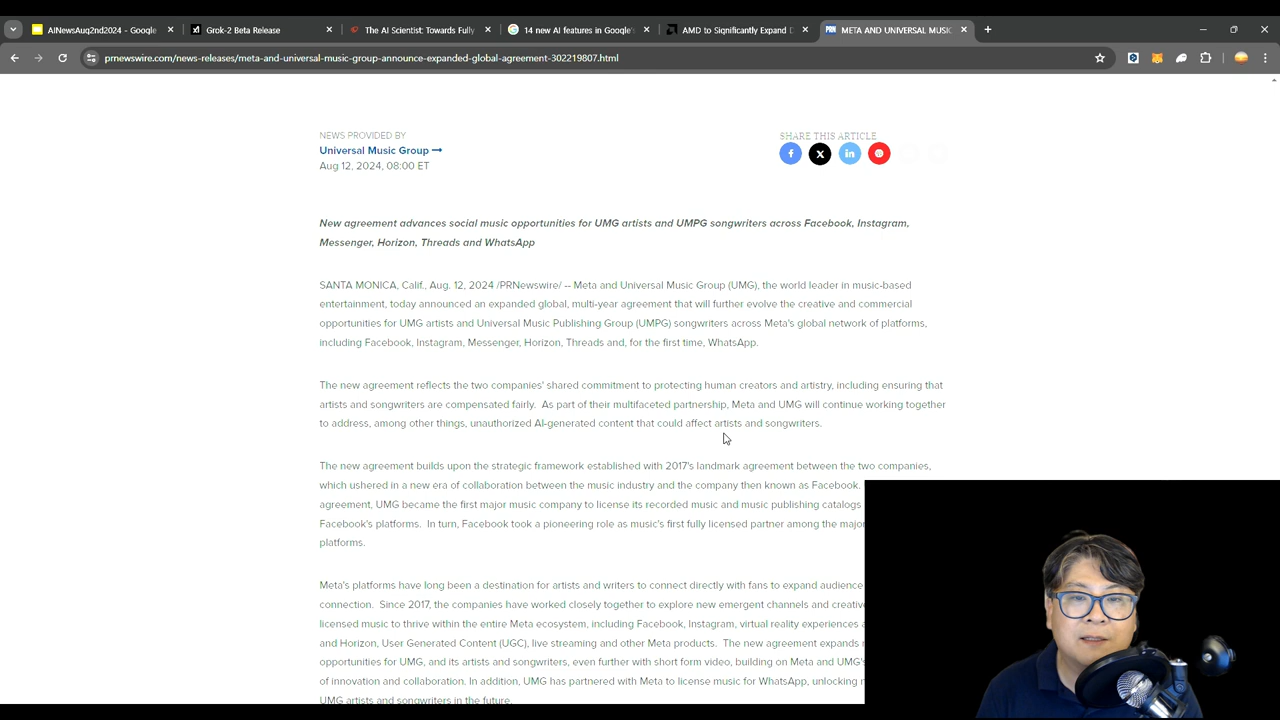 AINewsAug2nd2024 - Google
Grok-2 Beta Release
The AI Scientist: Towards Fully
14 new AI features in Google's
AMD to Significantly Expand D
META AND UNIVERSAL MUSIC
prnewswire.com/news-releases/meta-and-universal-music-group-announce-expanded-global-agreement-302219807.html
NEWS PROVIDED BY
Universal Music Group
Aug 12, 2024, 08:00 ET
SHARE THIS ARTICLE
New agreement advances social music opportunities for UMG artists and UMPG songwriters across Facebook, Instagram,
Messenger, Horizon, Threads and WhatsApp
SANTA MONICA, Calif., Aug. 12, 2024 /PRNewswire/ -- Meta and Universal Music Group (UMG), the world leader in music-based
entertainment, today announced an expanded global, multi-year agreement that will further evolve the creative and commercial
opportunities for UMG artists and Universal Music Publishing Group (UMPG) songwriters across Meta's global network of platforms,
including Facebook, Instagram, Messenger, Horizon, Threads and, for the first time, WhatsApp.
The new agreement reflects the two companies' shared commitment to protecting human creators and artistry, including ensuring that
artists and songwriters are compensated fairly. As part of their multifaceted partnership, Meta and UMG will continue working together
to address, among other things, unauthorized AI-generated content that could affect artists and songwriters.
The new agreement builds upon the strategic framework established with 2017's landmark agreement between the two companies,
which ushered in a new era of collaboration between the music industry and the company then known as Facebook.
agreement, UMG became the first major music company to license its recorded music and music publishing catalogs
Facebook's platforms. In turn, Facebook took a pioneering role as music's first fully licensed partner among the major
platforms.
Meta's platforms have long been a destination for artists and writers to connect directly with fans to expand audience
connection. Since 2017, the companies have worked closely together to explore new emergent channels and creative
licensed music to thrive within the entire Meta ecosystem, including Facebook, Instagram, virtual reality experiences
and Horizon, User Generated Content (UGC), live streaming and other Meta products. The new agreement expands
opportunities for UMG, and its artists and songwriters, even further with short form video, building on Meta and UMG's
of innovation and collaboration. In addition, UMG has partnered with Meta to license music for WhatsApp, unlocking
UMG artists and songwriters in the future.